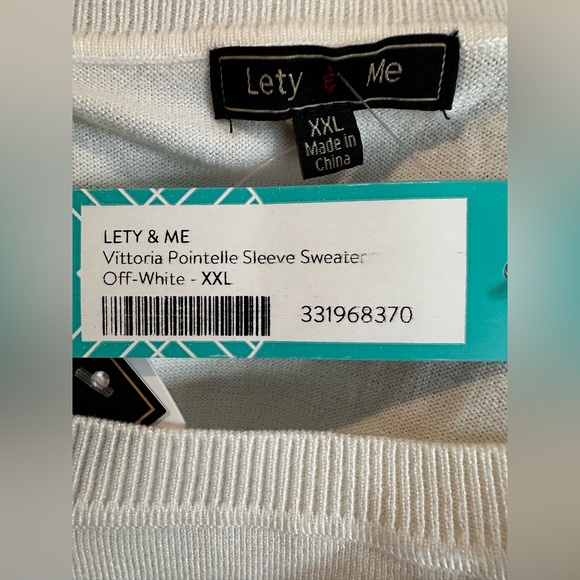 Lety & Me
XXL
Made in
China
LETY & ME
Vittoria Pointelle Sleeve Sweater
Off-White - XXL
331968370